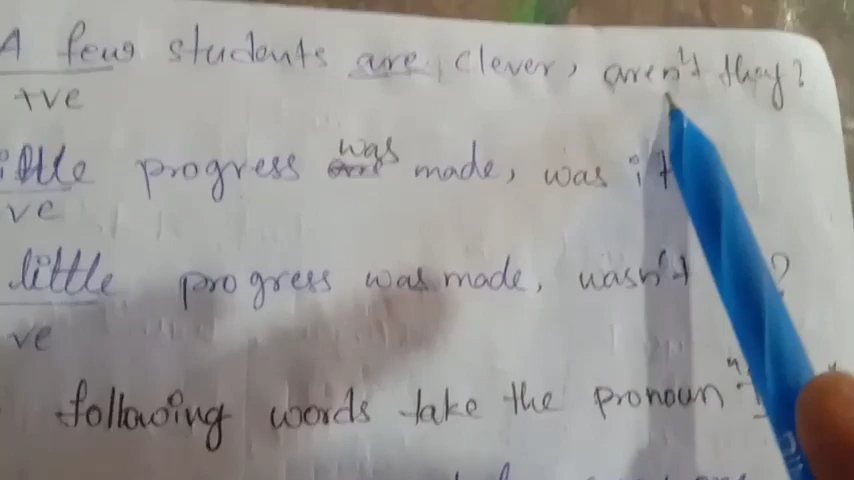 A few students are clever, aren't they?
+ve
progress was made, was it
ve
little progress was made, wasn't ?
ve
following words take the pronoun "